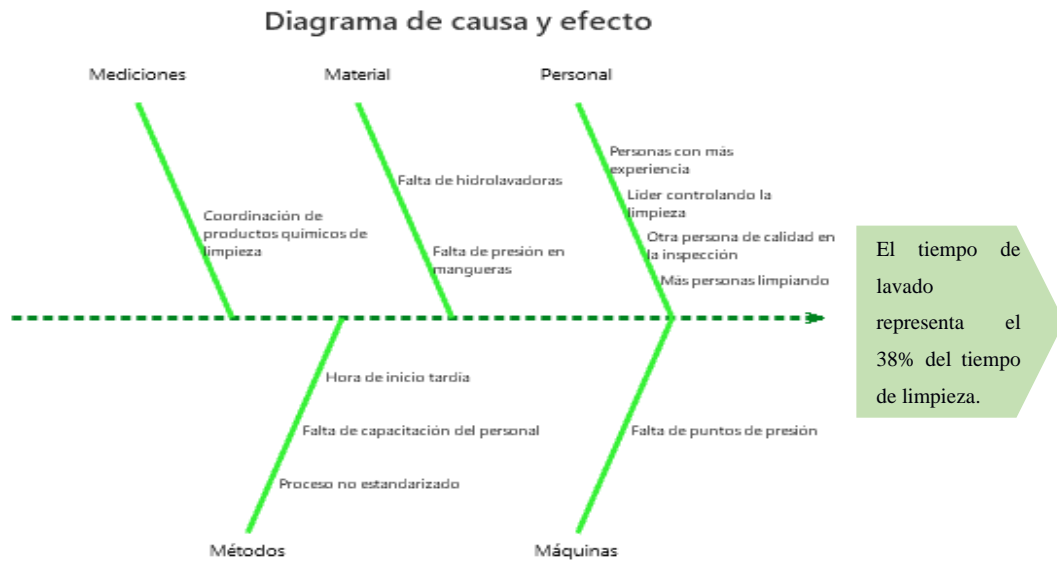 Diagrama de causa y efecto
Mediciones
Material
Personal
Personas con más
experiencia
Falta de hidrolavadoras
Líder controlando la
limpieza
Coordinación de
productos químicos de
limpieza
Otra persona de calidad en
la inspección
Falta de presión en
mangueras
Más personas limpiando
El tiempo de
lavado
representa el
38% del tiempo
de limpieza.
Hora de inicio tardía
Falta de capacitación del personal
Falta de puntos de presión
Proceso no estandarizado
Métodos
Máquinas